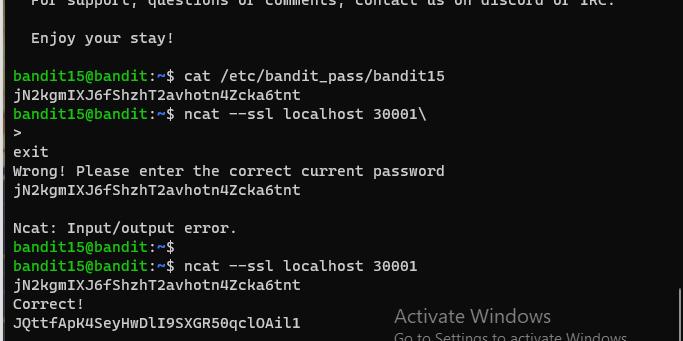 For support, questions or comments, contact us on discord or IRC.
Enjoy your stay!
bandit15@bandit:~$ cat /etc/bandit_pass/bandit15
jN2kgmIXJ6fShzhT2avhotn4Zcka6tnt
bandit15@bandit:~$ ncat --ssl localhost 30001\
>
exit
Wrong! Please enter the correct current password
jN2kgmIXJ6fShzhT2avhotn4Zcka6tnt
Ncat: Input/output error.
bandit15@bandit:~$
bandit15@bandit:~$ ncat --ssl localhost 30001
jN2kgmIXJ6fShzhT2avhotn4Zcka6tnt
Correct!
JQttfApK4SeyHwDlI9SXGR50qclOAil1
Activate Windows
Go to Settings to activate Windows